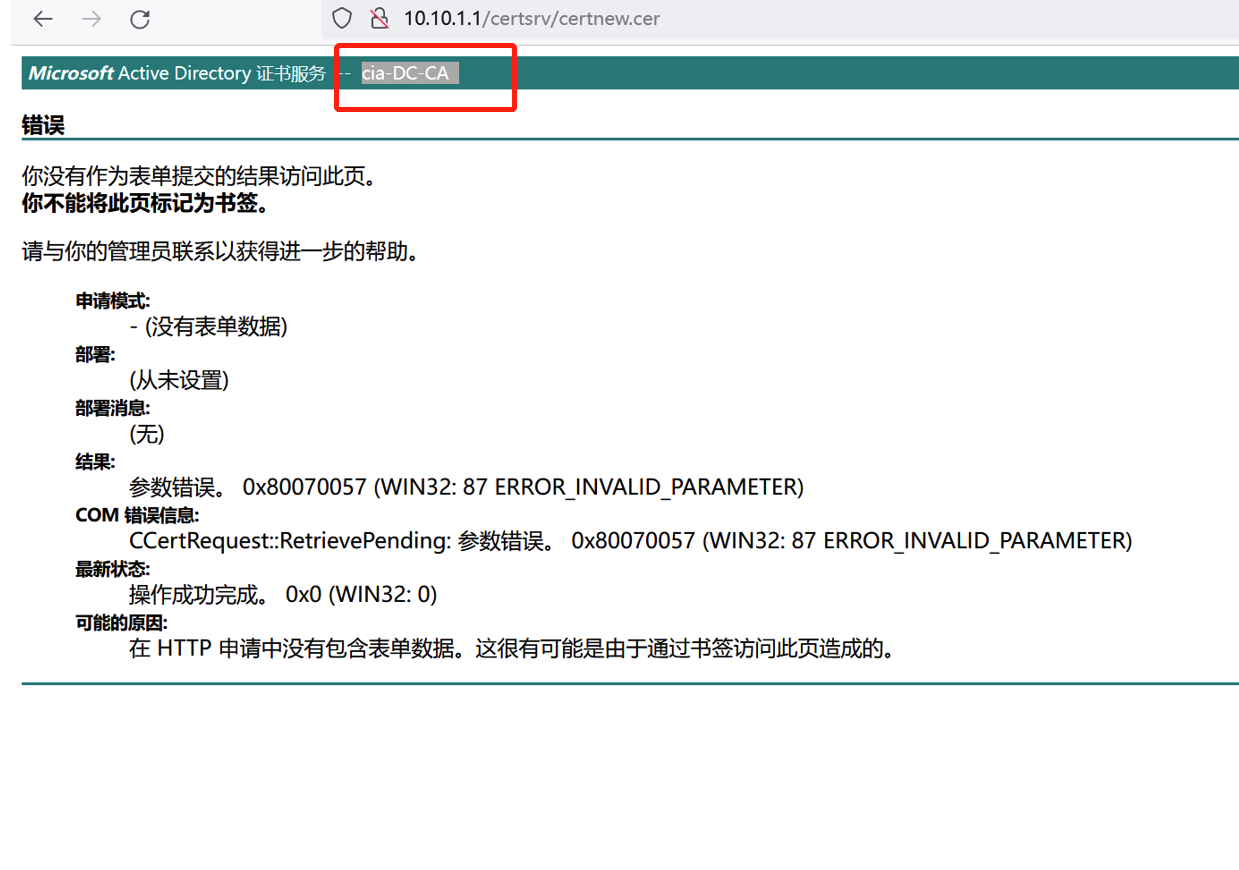 10.10.1.1/certsrv/certnew.cer
Microsoft Active Directory 证书服务 -- cia-DC-CA
错误
你没有作为表单提交的结果访问此页。
你不能将此页标记为书签。
请与你的管理员联系以获得进一步的帮助。
申请模式:
- (没有表单数据)
部署:
(从未设置)
部署消息:
(无)
结果:
参数错误。 0x80070057 (WIN32: 87 ERROR_INVALID_PARAMETER)
COM 错误信息:
CCertRequest::RetrievePending: 参数错误。 0x80070057 (WIN32: 87 ERROR_INVALID_PARAMETER)
最新状态:
操作成功完成。 0x0 (WIN32: 0)
可能的原因:
在 HTTP 申请中没有包含表单数据。这很有可能是由于通过书签访问此页造成的。